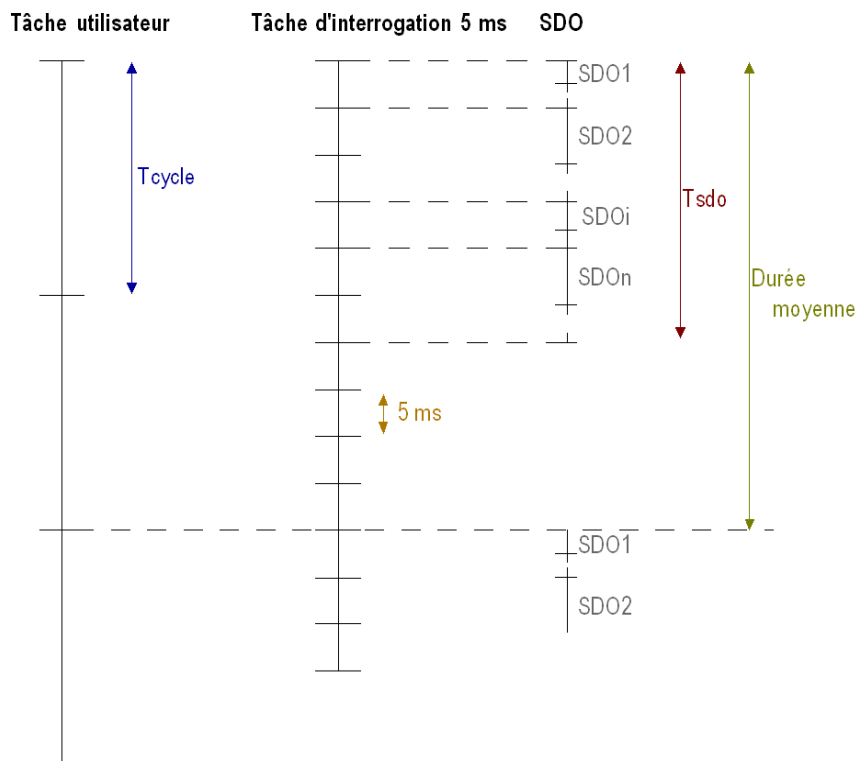 Tâche utilisateur
Tâche d'interrogation 5 ms
SDO
SDO1
SDO2
Tcycle
Tsdo
SDOi
SDOn
Durée
moyenne
5 ms
SDO1
SDO2